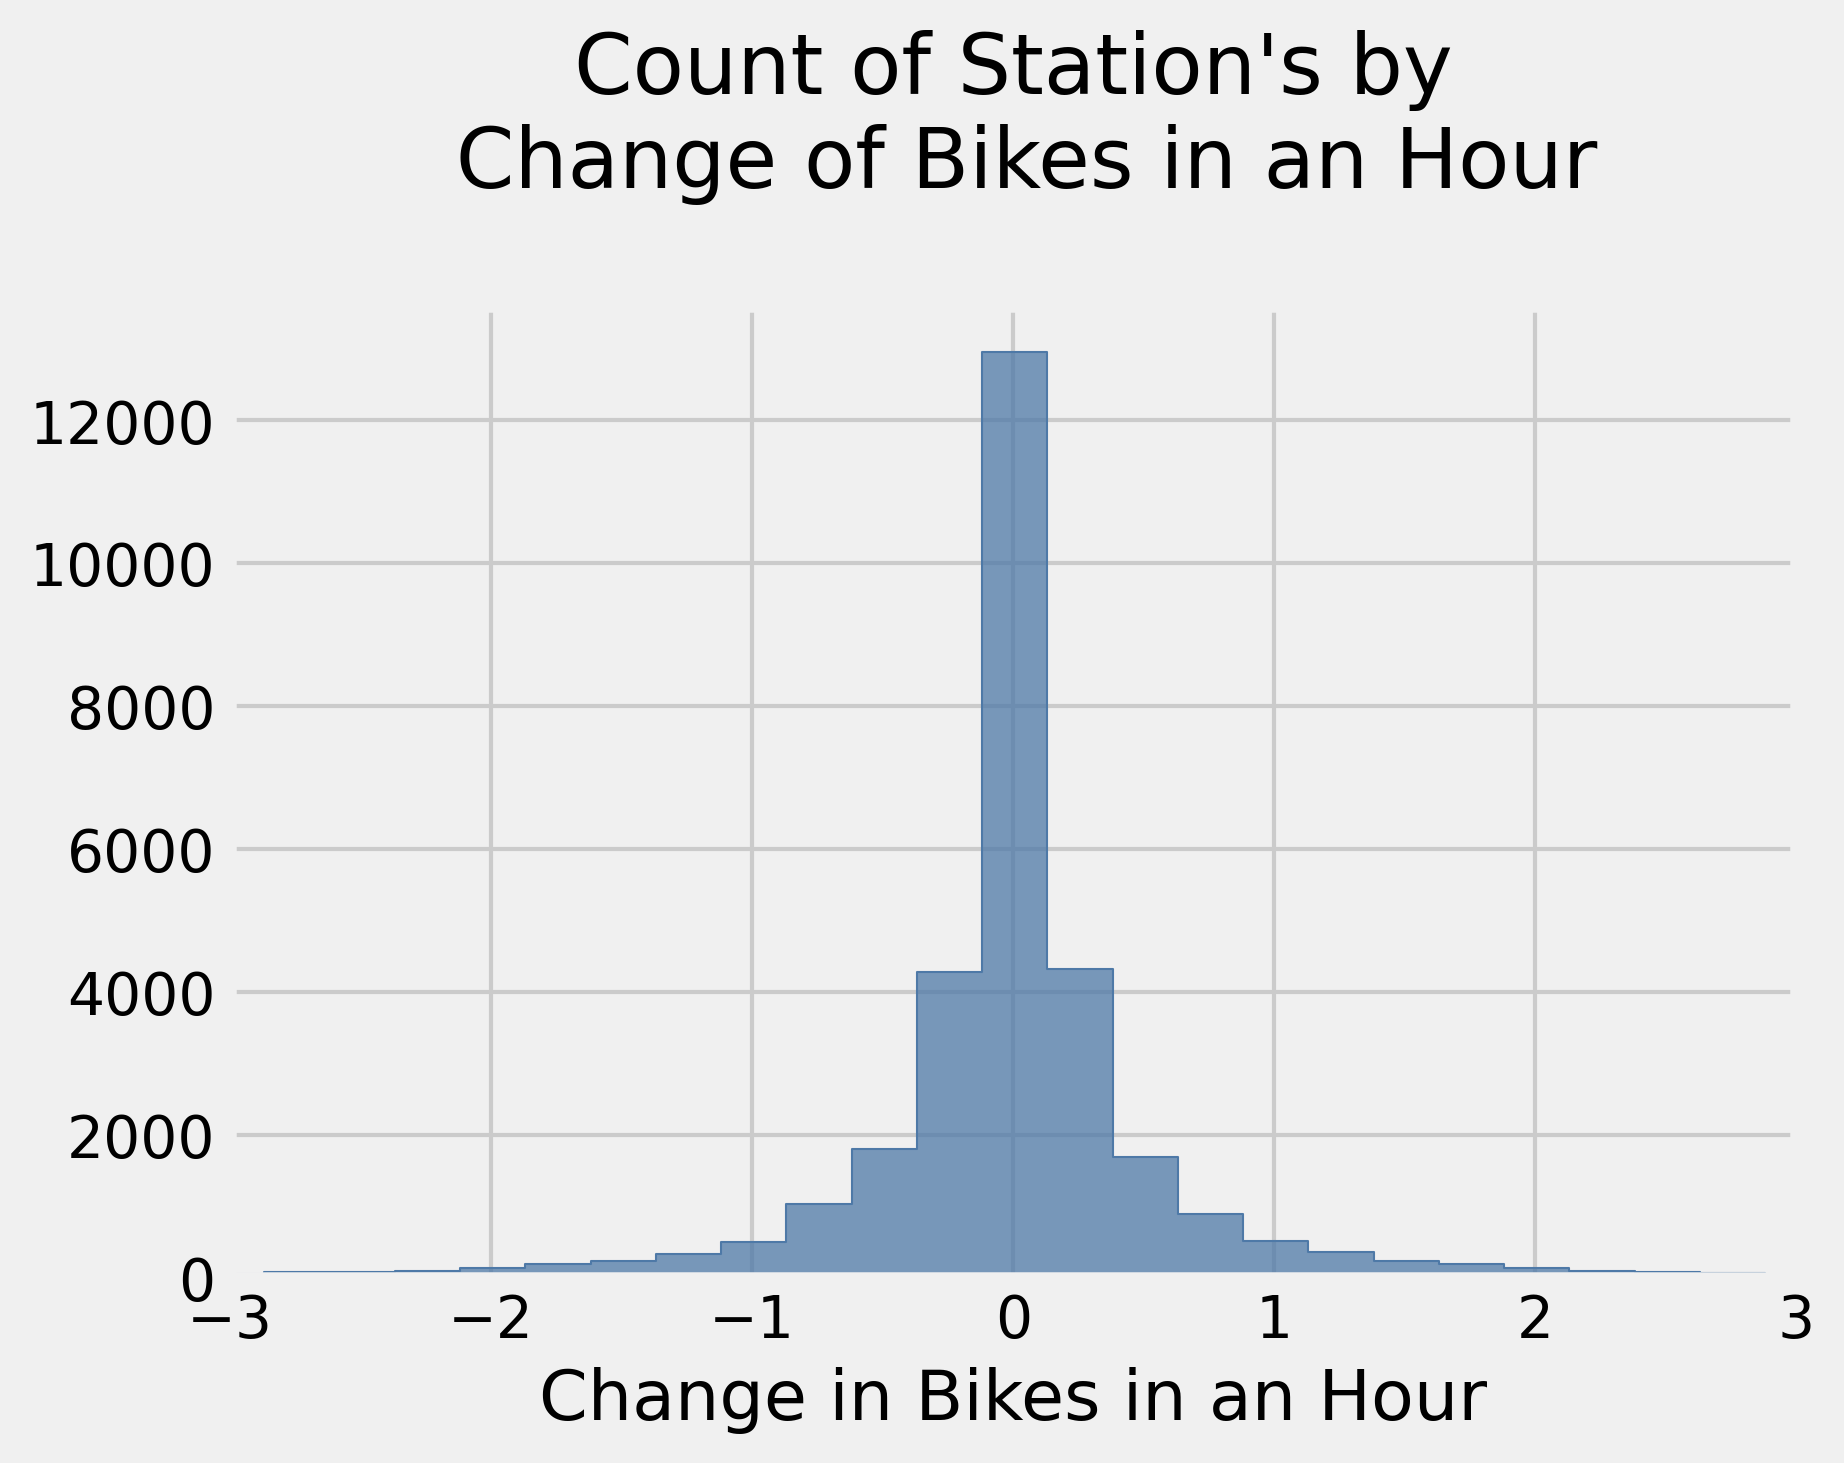 Count of Station's by
Change of Bikes in an Hour
12000
10000
8000
6000
4000
2000
0
−3 −2 −1 0 1 2 3
Change in Bikes in an Hour